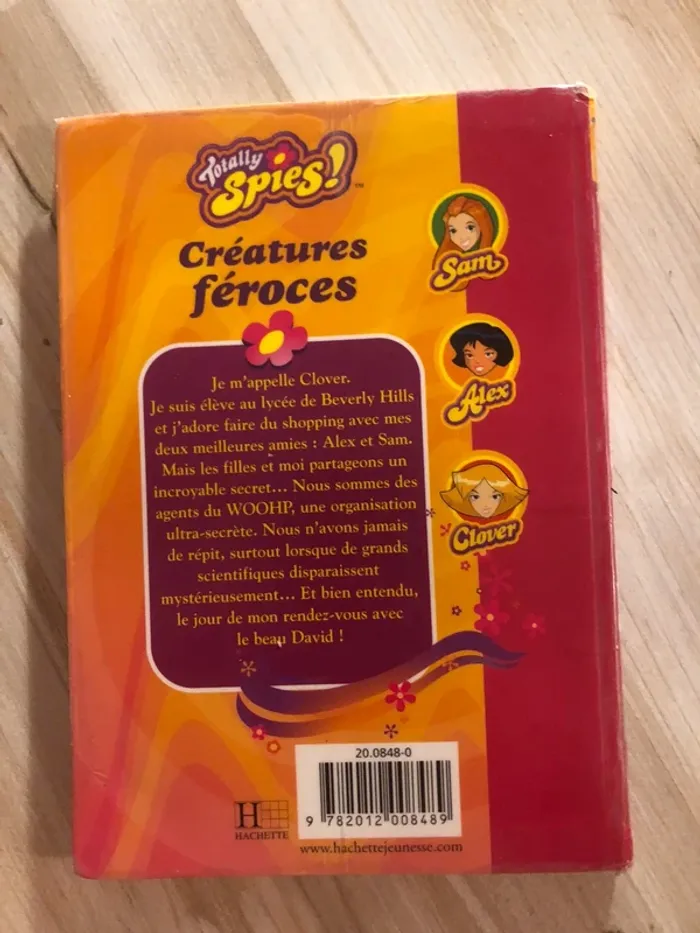 Totally
Spies!
TM
Créatures
féroces
Sam
Alex
Clover
Je m'appelle Clover.
Je suis élève au lycée de Beverly Hills
et j'adore faire du shopping avec mes
deux meilleures amies : Alex et Sam.
Mais les filles et moi partageons un
incroyable secret... Nous sommes des
agents du WOOHP, une organisation
ultra-secrète. Nous n'avons jamais
de répit, surtout lorsque de grands
scientifiques disparaissent
mystérieusement... Et bien entendu,
le jour de mon rendez-vous avec
le beau David !
20.0848-0
9 782012 008489
H
HACHETTE
www.hachettejeunesse.com